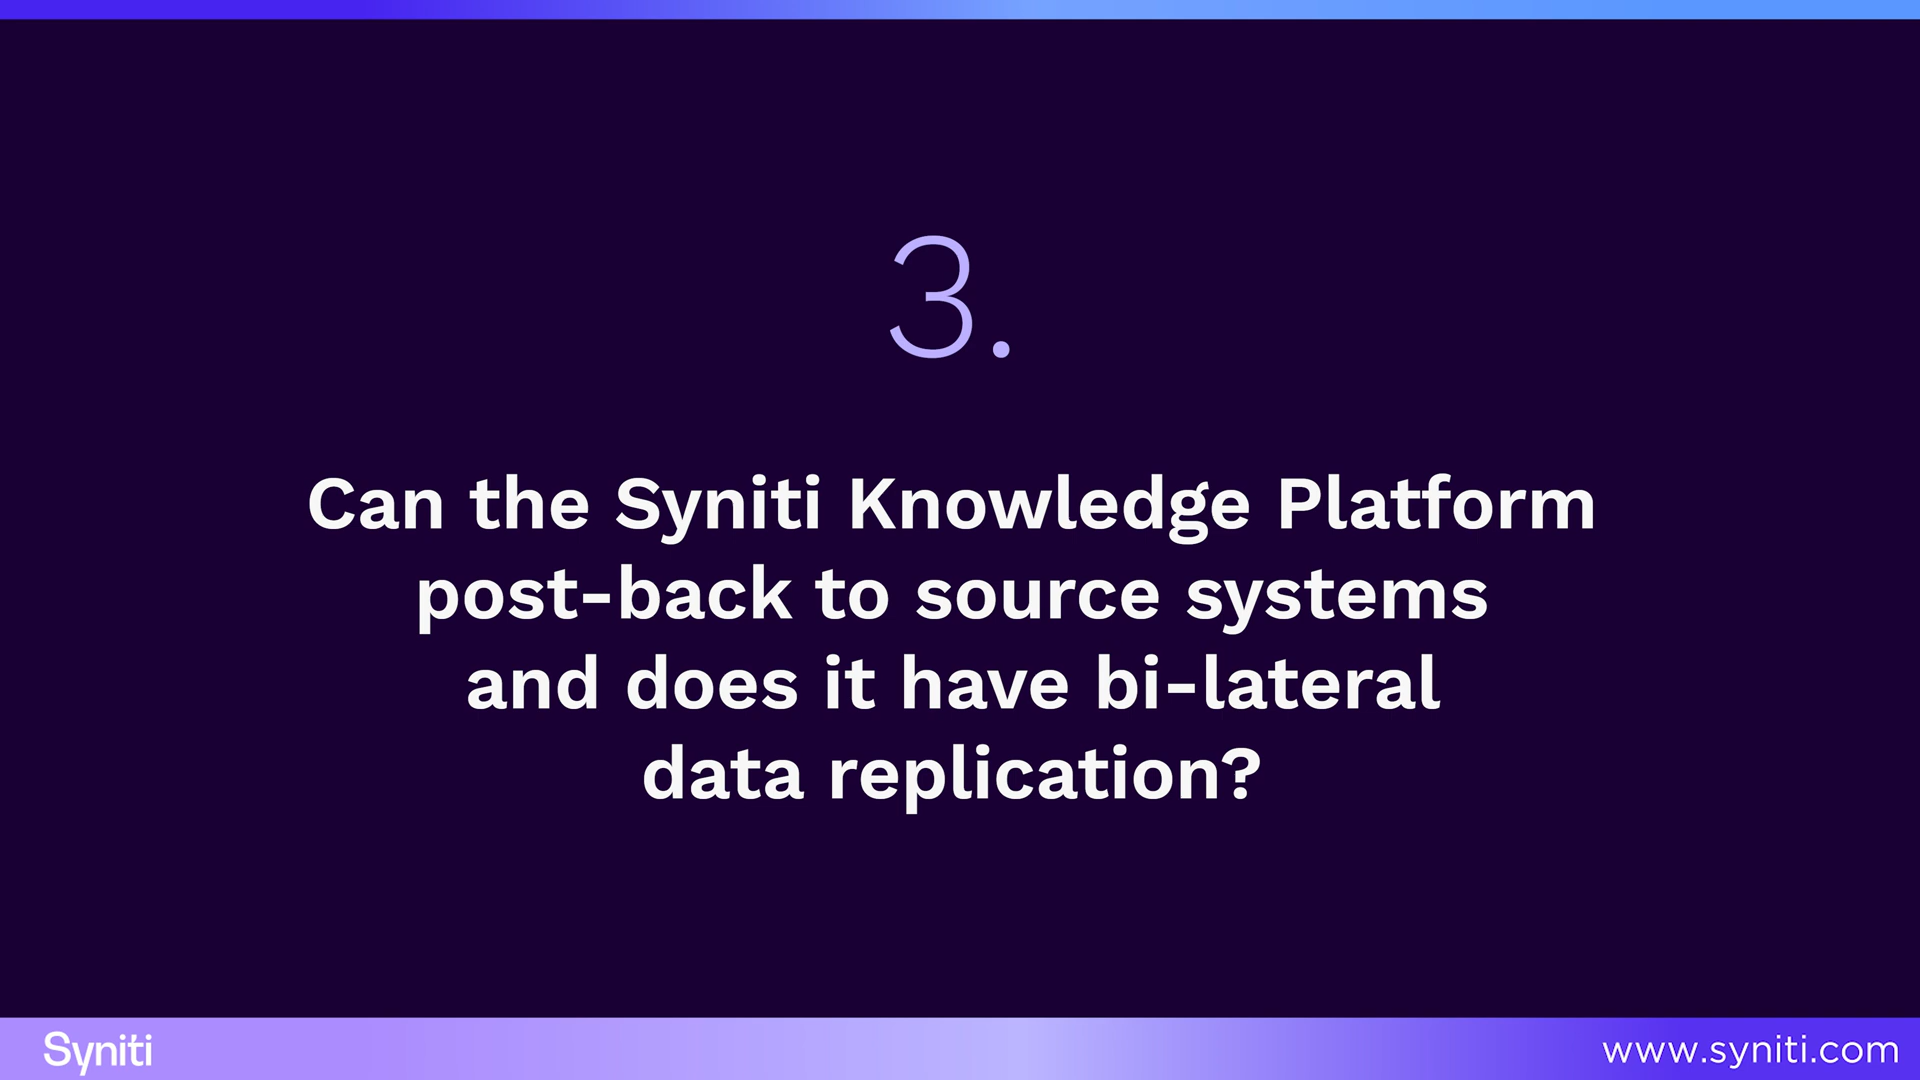 3.
Can the Syniti Knowledge Platform
post-back to source systems
and does it have bi-lateral
data replication?
Syniti
www.syniti.com